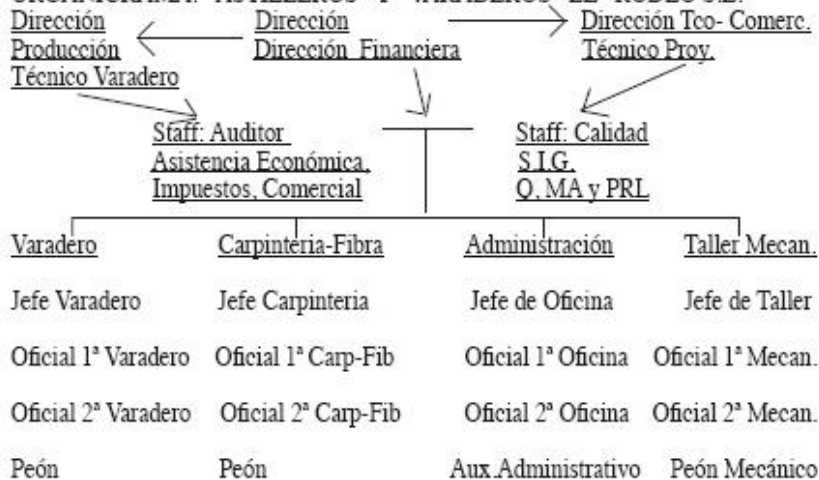 Dirección Dirección Dirección Tco- Comerc.
Producción Dirección Financiera Técnico Proy.
Técnico Varadero
Staff: Auditor Staff: Calidad
Asistencia Económica, S.I.G.
Impuestos, Comercial Q, MA y PRL
Varadero Carpinteria-Fibra Administración Taller Mecan.
Jefe Varadero Jefe Carpinteria Jefe de Oficina Jefe de Taller
Oficial 1ª Varadero Oficial 1ª Carp-Fib Oficial 1ª Oficina Oficial 1ª Mecan.
Oficial 2ª Varadero Oficial 2ª Carp-Fib Oficial 2ª Oficina Oficial 2ª Mecan.
Peón Peón Aux.Administrativo Peón Mecánico